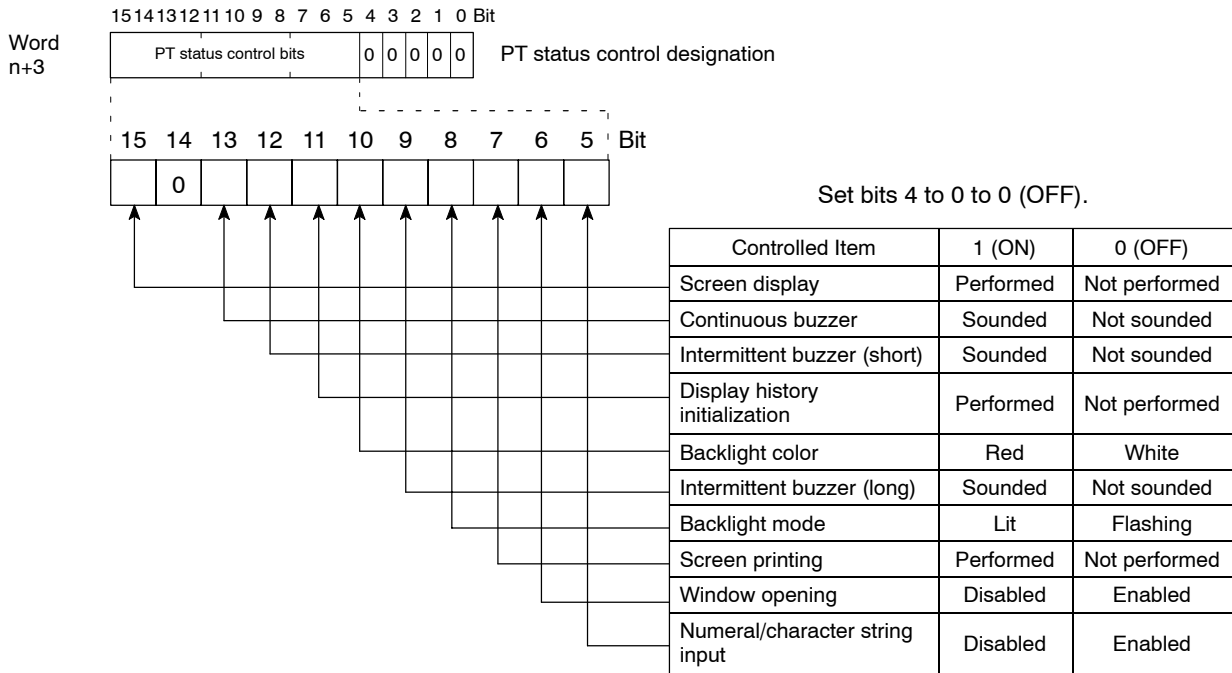 15 14 13 12 11 10 9 8 7 6 5 4 3 2 1 0 Bit
Word
n+3
PT status control bits 0 0 0 0 0 PT status control designation
15 14 13 12 11 10 9 8 7 6 5 Bit
0
Set bits 4 to 0 to 0 (OFF).
Controlled Item 1 (ON) 0 (OFF)
Screen display Performed Not performed
Continuous buzzer Sounded Not sounded
Intermittent buzzer (short) Sounded Not sounded
Display history
initialization Performed Not performed
Backlight color Red White
Intermittent buzzer (long) Sounded Not sounded
Backlight mode Lit Flashing
Screen printing Performed Not performed
Window opening Disabled Enabled
Numeral/character string
input Disabled Enabled